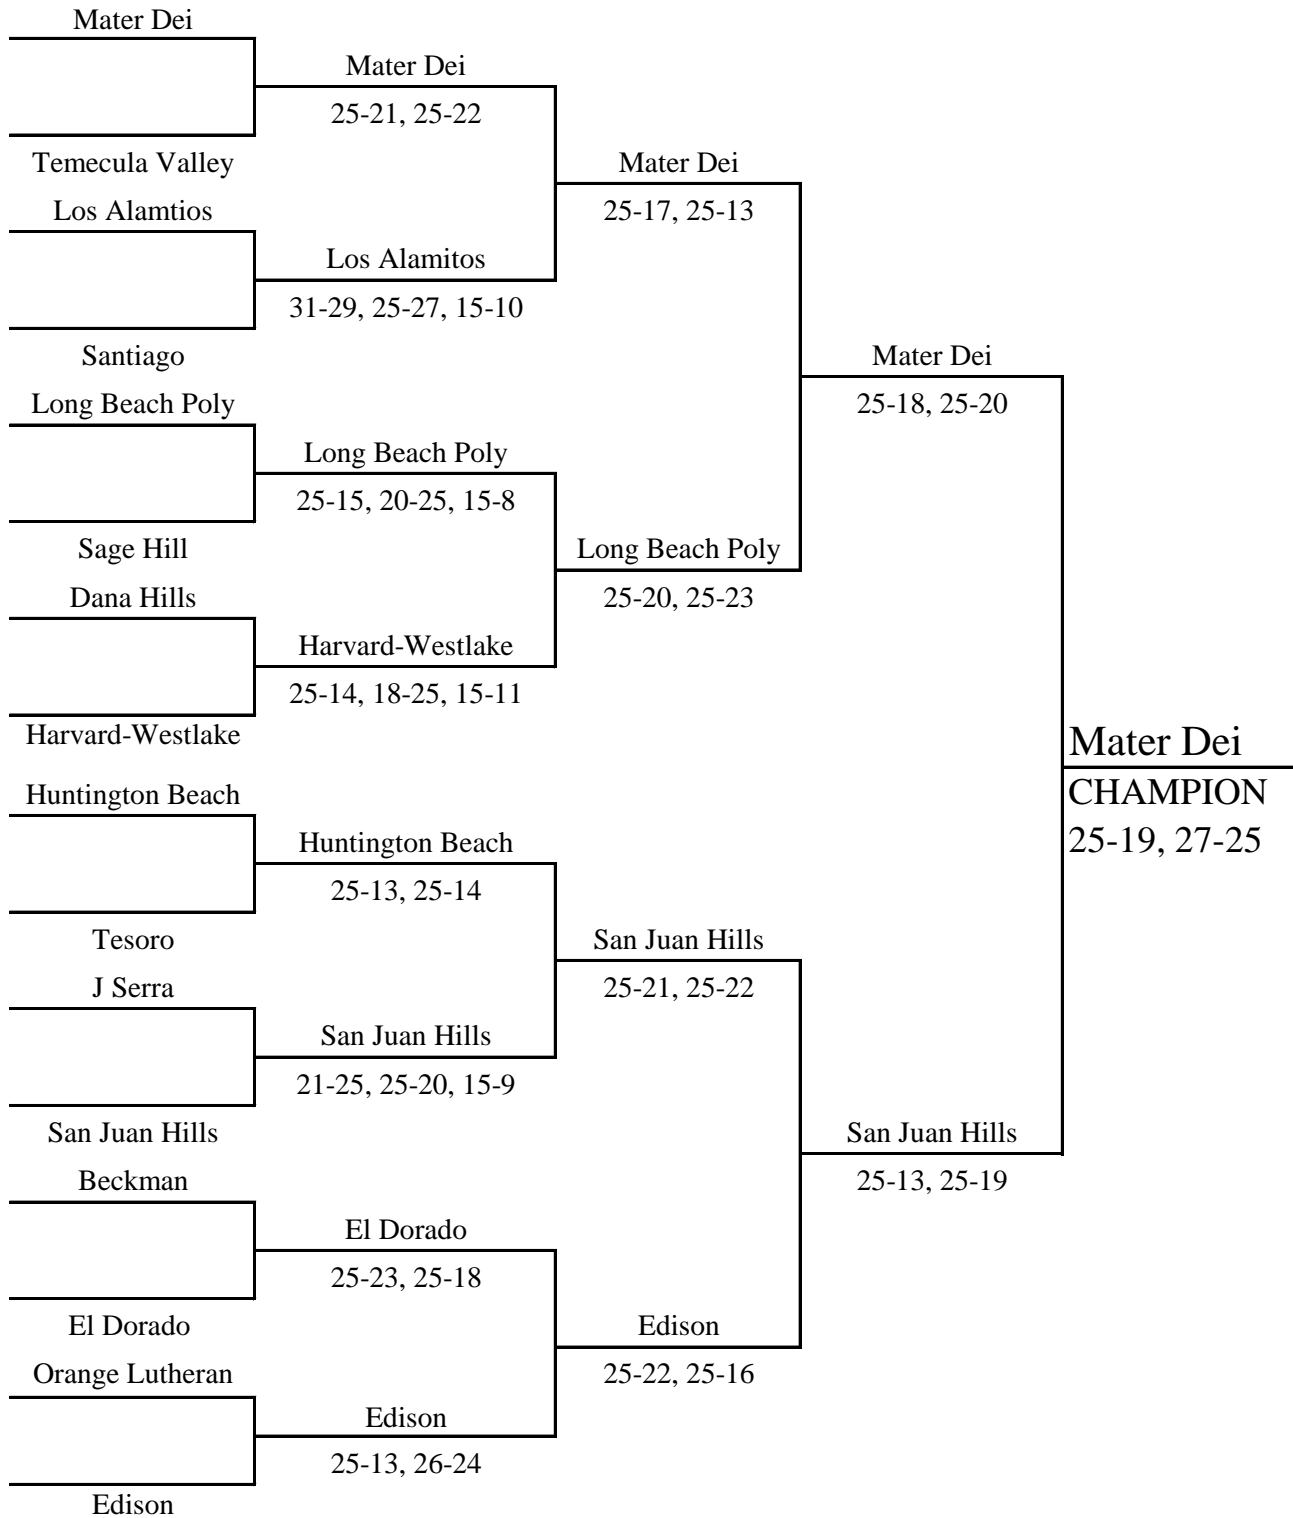 Mater Dei
Mater Dei
25-21, 25-22
Temecula Valley
Mater Dei
Los Alamtios
25-17, 25-13
Los Alamitos
31-29, 25-27, 15-10
Santiago
Mater Dei
Long Beach Poly
25-18, 25-20
Long Beach Poly
25-15, 20-25, 15-8
Sage Hill
Long Beach Poly
Dana Hills
25-20, 25-23
Harvard-Westlake
25-14, 18-25, 15-11
Harvard-Westlake
Mater Dei
Huntington Beach
CHAMPION
Huntington Beach
25-19, 27-25
25-13, 25-14
Tesoro
San Juan Hills
J Serra
25-21, 25-22
San Juan Hills
21-25, 25-20, 15-9
San Juan Hills
San Juan Hills
Beckman
25-13, 25-19
El Dorado
25-23, 25-18
El Dorado
Edison
Orange Lutheran
25-22, 25-16
Edison
25-13, 26-24
Edison